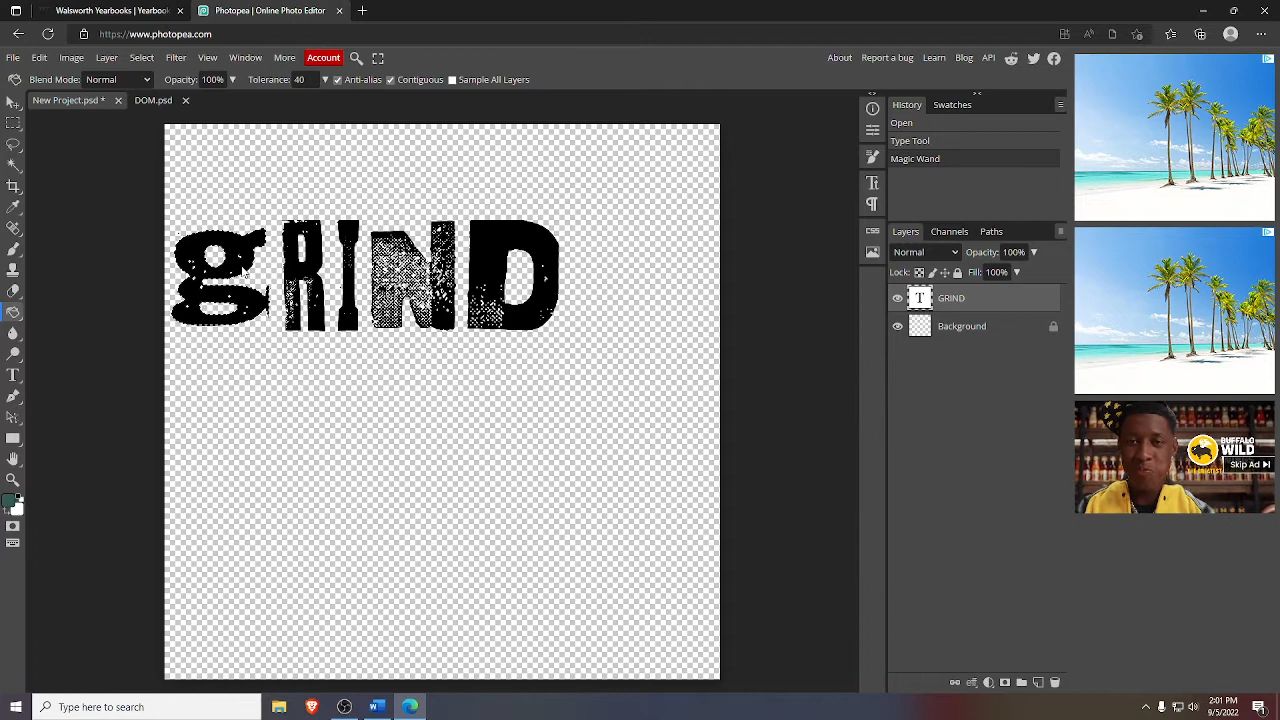 Walsworth Yearbooks | Yearbook
Photopea | Online Photo Editor
https://www.photopea.com
File Edit Image Layer Select Filter View Window More Account
About Report a bug Learn Blog API
Blend Mode: Normal Opacity: 100% Tolerance: 40 Anti-alias Contiguous Sample All Layers
New Project.psd * DOM.psd
History Swatches
Open
Type Tool
Magic Wand
gRIND
Layers Channels Paths
Normal Opacity: 100%
Lock: Fill: 100%
T GRIND
Background
BUFFALO
WILD
Skip Ad
Type here to search
2:01 PM
9/5/2022